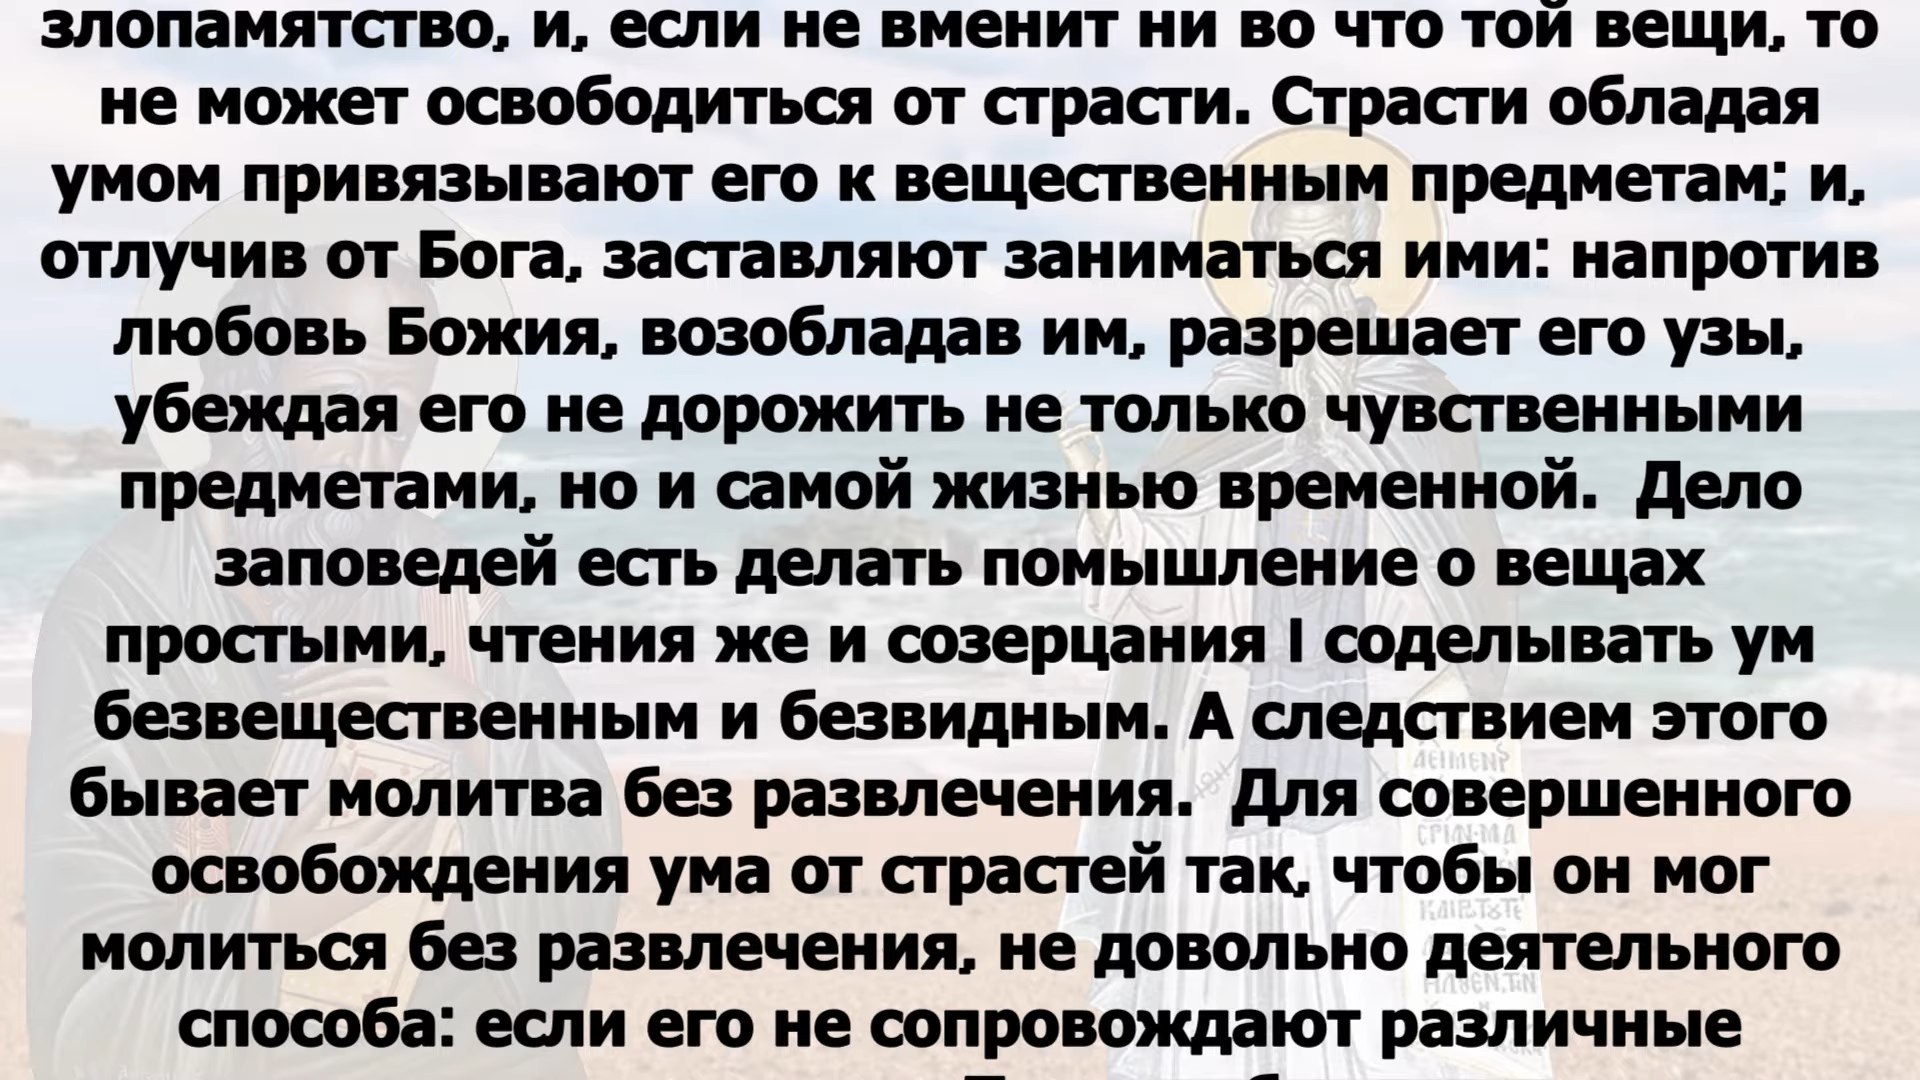 злопамятство, и, если не вменит ни во что той вещи, то
не может освободиться от страсти. Страсти обладая
умом привязывают его к вещественным предметам; и,
отлучив от Бога, заставляют заниматься ими: напротив
любовь Божия, возобладав им, разрешает его узы,
убеждая его не дорожить не только чувственными
предметами, но и самой жизнью временной. Дело
заповедей есть делать помышление о вещах
простыми, чтения же и созерцания I соделывать ум
безвещественным и безвидным. А следствием этого
бывает молитва без развлечения. Для совершенного
освобождения ума от страстей так, чтобы он мог
молиться без развлечения, не довольно деятельного
способа: если его не сопровождают различные